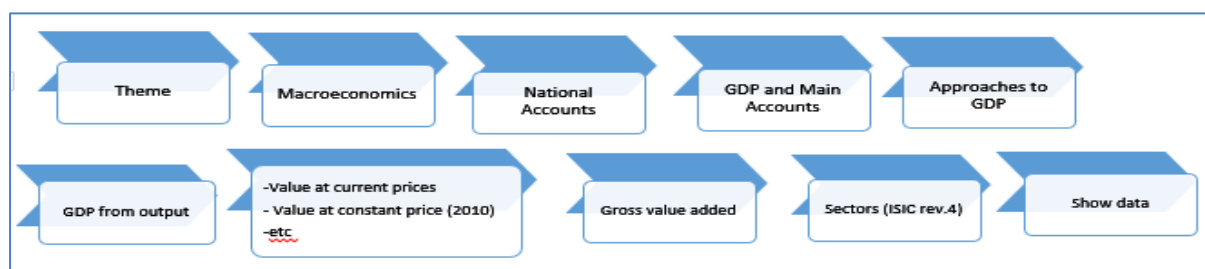 Theme
Macroeconomics
National
Accounts
GDP and Main
Accounts
Approaches to
GDP
GDP from output
-Value at current prices
- Value at constant price (2010)
-etc
Gross value added
Sectors (ISIC rev.4)
Show data